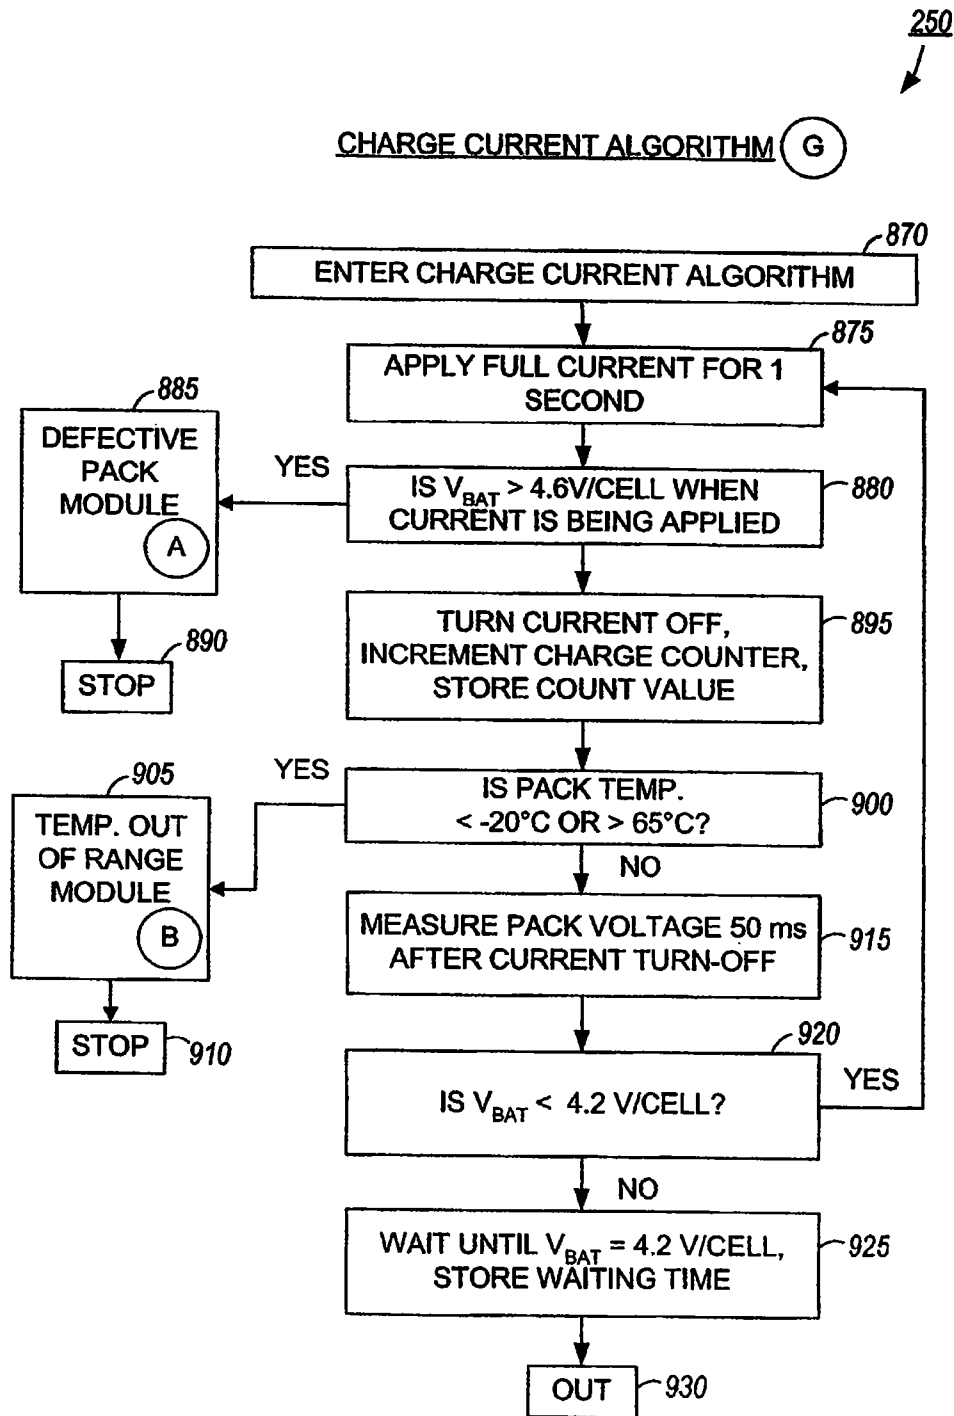 250
CHARGE CURRENT ALGORITHM G
870
ENTER CHARGE CURRENT ALGORITHM
875
APPLY FULL CURRENT FOR 1
SECOND
885
DEFECTIVE
PACK
MODULE
A
YES
880
IS VBAT > 4.6V/CELL WHEN
CURRENT IS BEING APPLIED
890
STOP
895
TURN CURRENT OFF,
INCREMENT CHARGE COUNTER,
STORE COUNT VALUE
YES
900
IS PACK TEMP.
< -20°C OR > 65°C?
905
TEMP. OUT
OF RANGE
MODULE
B
NO
915
MEASURE PACK VOLTAGE 50 ms
AFTER CURRENT TURN-OFF
STOP
910
920
IS VBAT < 4.2 V/CELL?
YES
NO
925
WAIT UNTIL VBAT = 4.2 V/CELL,
STORE WAITING TIME
OUT
930